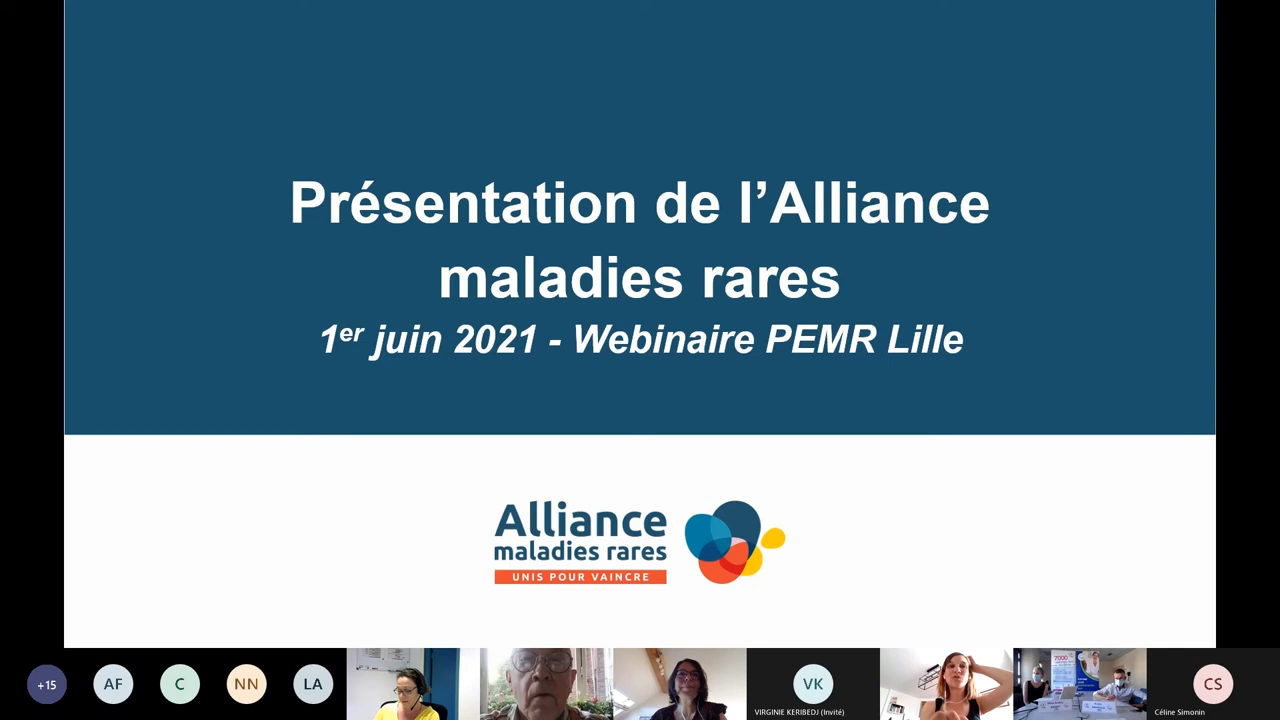 Présentation de l’Alliance
maladies rares
1er juin 2021 - Webinaire PEMR Lille
Alliance
maladies rares
UNIS POUR VAINCRE
+15
AF
C
NN
LA
VK
VIRGINIE KERIBEDJ (Invité)
7000
CS
Céline Simonin